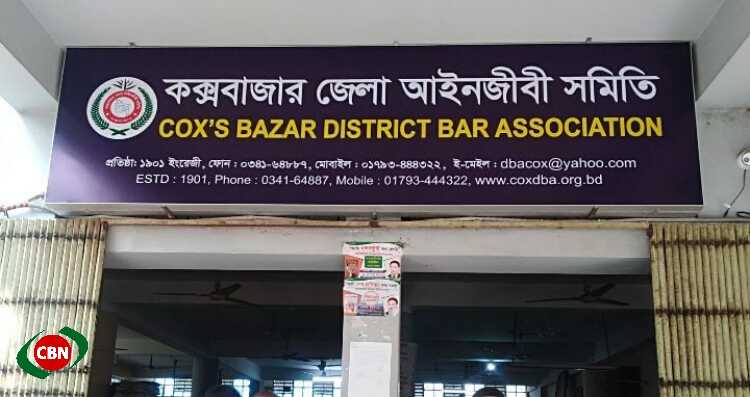 কক্সবাজার জেলা আইনজীবী সমিতি
COX'S BAZAR DISTRICT BAR ASSOCIATION
প্রতিষ্ঠা: ১৯০১ ইংরেজী, ফোন : ০৩৪১-৬৪৮৮৭, মোবাইল : ০১৭৯৩-৪৪৪৩২২, ই-মেইল : dbacox@yahoo.com
ESTD : 1901, Phone : 0341-64887, Mobile : 01793-444322, www.coxdba.org.bd
CBN